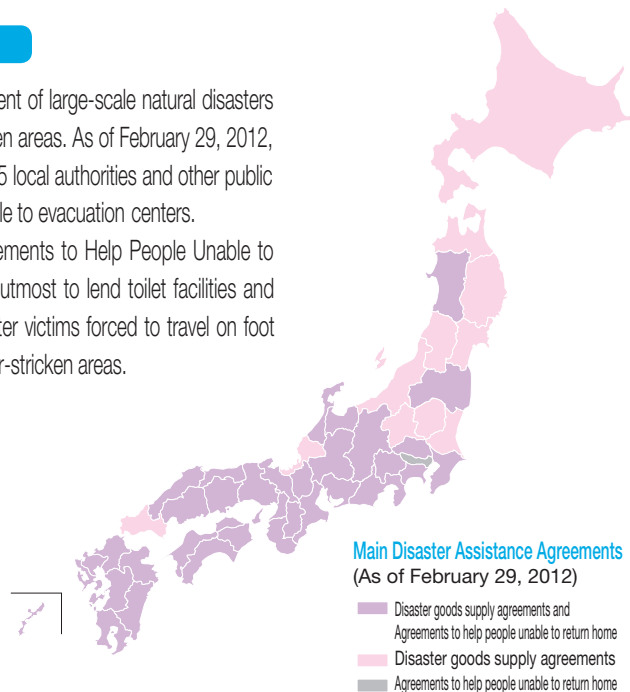 ent of large-scale natural disasters
en areas. As of February 29, 2012,
5 local authorities and other public
le to evacuation centers.
ements to Help People Unable to
utmost to lend toilet facilities and
ter victims forced to travel on foot
r-stricken areas.
Main Disaster Assistance Agreements
(As of February 29, 2012)
Disaster goods supply agreements and
Agreements to help people unable to return home
Disaster goods supply agreements
Agreements to help people unable to return home